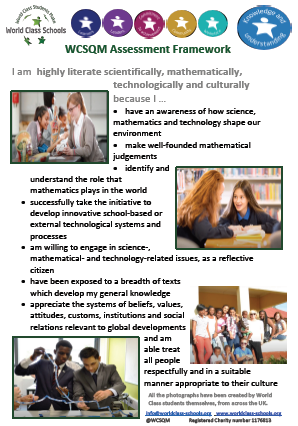 World Class Students Make
World Class Schools
Knowledge and
understanding
WCSQM Assessment Framework
I am highly literate scientifically, mathematically,
technologically and culturally
because I ...
• have an awareness of how science,
mathematics and technology shape our
environment
• make well-founded mathematical
judgements
• identify and
understand the role that
mathematics plays in the world
• successfully take the initiative to
develop innovative school-based or
external technological systems and
processes
• am willing to engage in science-,
mathematical- and technology-related issues, as a reflective
citizen
• have been exposed to a breadth of texts
which develop my general knowledge
• appreciate the systems of beliefs, values,
attitudes, customs, institutions and social
relations relevant to global developments
and am
able treat
all people
respectfully and in a suitable
manner appropriate to their culture
All the photographs have been created by World
Class students themselves, from across the UK.
info@worldclass-schools.org www.worldclass-schools.org
@WCSQM Registered Charity number 1176813